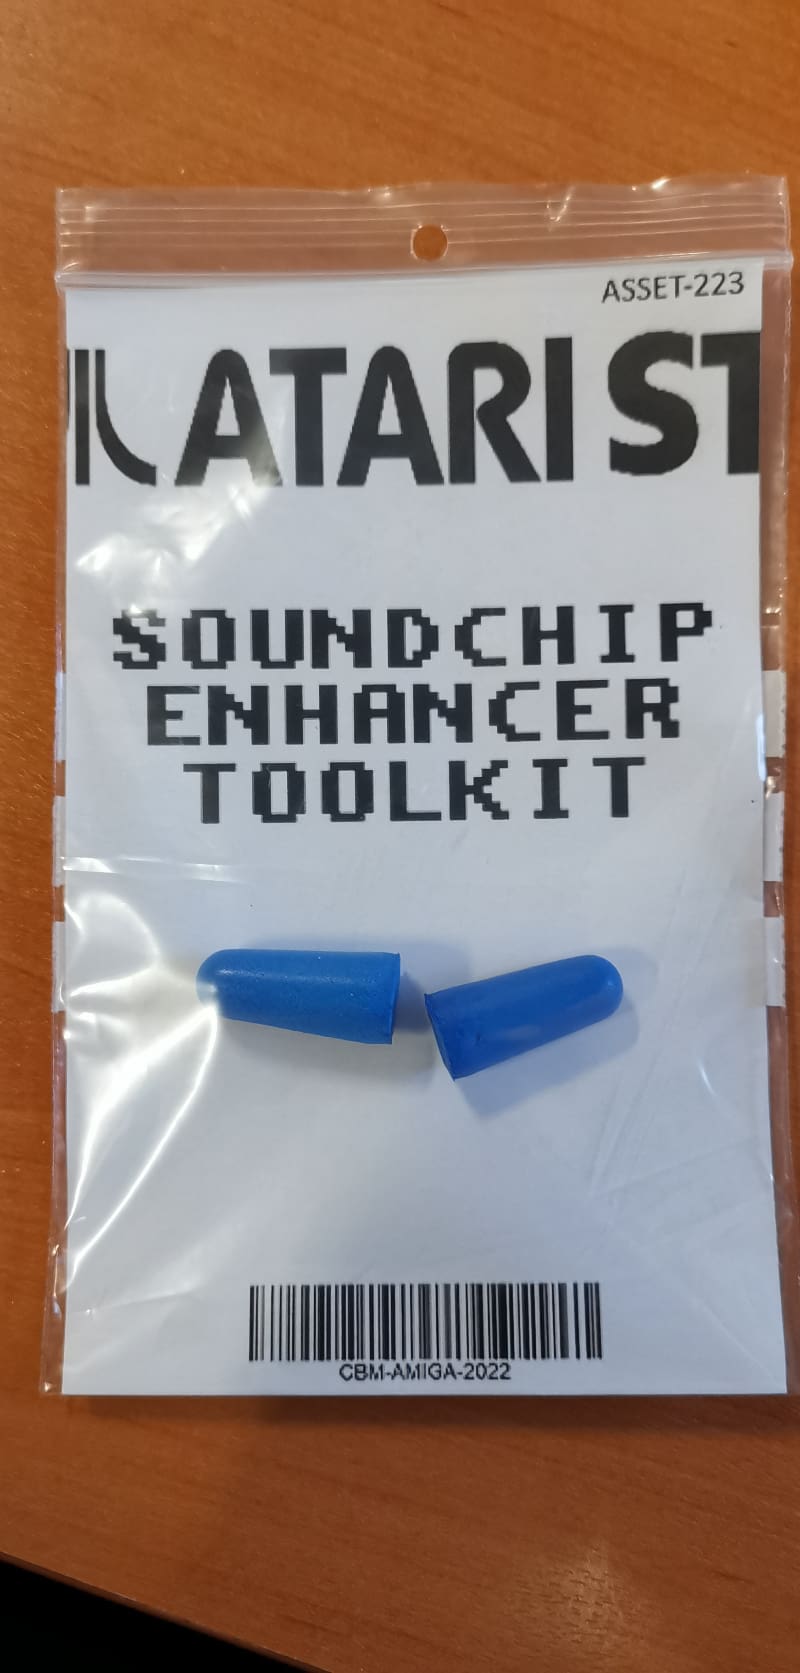 ASSET-223
ATARI ST
SOUNDCHIP
ENHANCER
TOOLKIT
CBM-AMIGA-2022